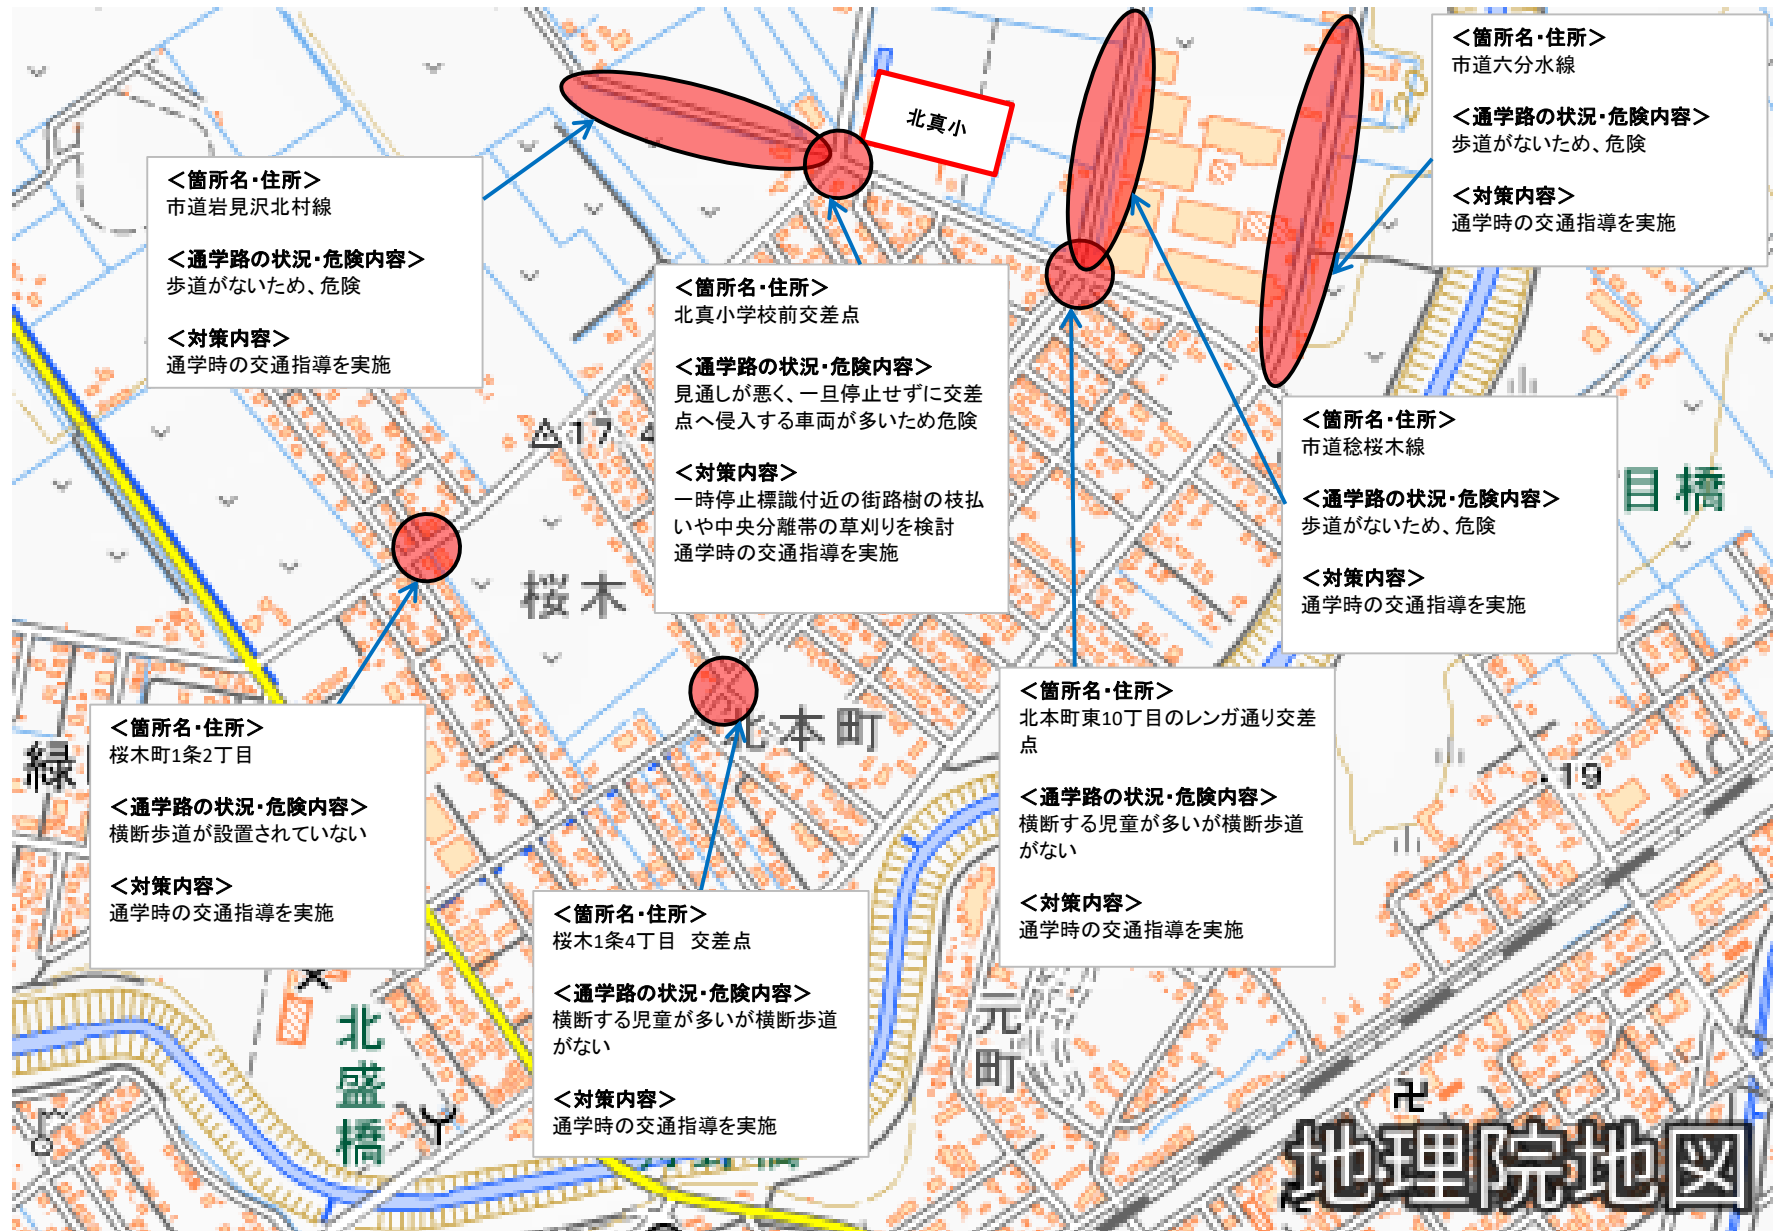 北真小
＜箇所名・住所＞
市道六分水線
＜通学路の状況・危険内容＞
歩道がないため、危険
＜対策内容＞
通学時の交通指導を実施
＜箇所名・住所＞
市道岩見沢北村線
＜通学路の状況・危険内容＞
歩道がないため、危険
＜対策内容＞
通学時の交通指導を実施
＜箇所名・住所＞
北真小学校前交差点
＜通学路の状況・危険内容＞
見通しが悪く、一旦停止せずに交差
点へ侵入する車両が多いため危険
＜対策内容＞
一時停止標識付近の街路樹の枝払
いや中央分離帯の草刈りを検討
通学時の交通指導を実施
＜箇所名・住所＞
市道稔桜木線
＜通学路の状況・危険内容＞
歩道がないため、危険
＜対策内容＞
通学時の交通指導を実施
17.4
目橋
桜木
北本町
緑
＜箇所名・住所＞
桜木町1条2丁目
＜通学路の状況・危険内容＞
横断歩道が設置されていない
＜対策内容＞
通学時の交通指導を実施
＜箇所名・住所＞
北本町東10丁目のレンガ通り交差
点
＜通学路の状況・危険内容＞
横断する児童が多いが横断歩道
がない
＜対策内容＞
通学時の交通指導を実施
＜箇所名・住所＞
桜木1条4丁目 交差点
＜通学路の状況・危険内容＞
横断する児童が多いが横断歩道
がない
＜対策内容＞
通学時の交通指導を実施
・19
北盛橋
元町
地理院地図